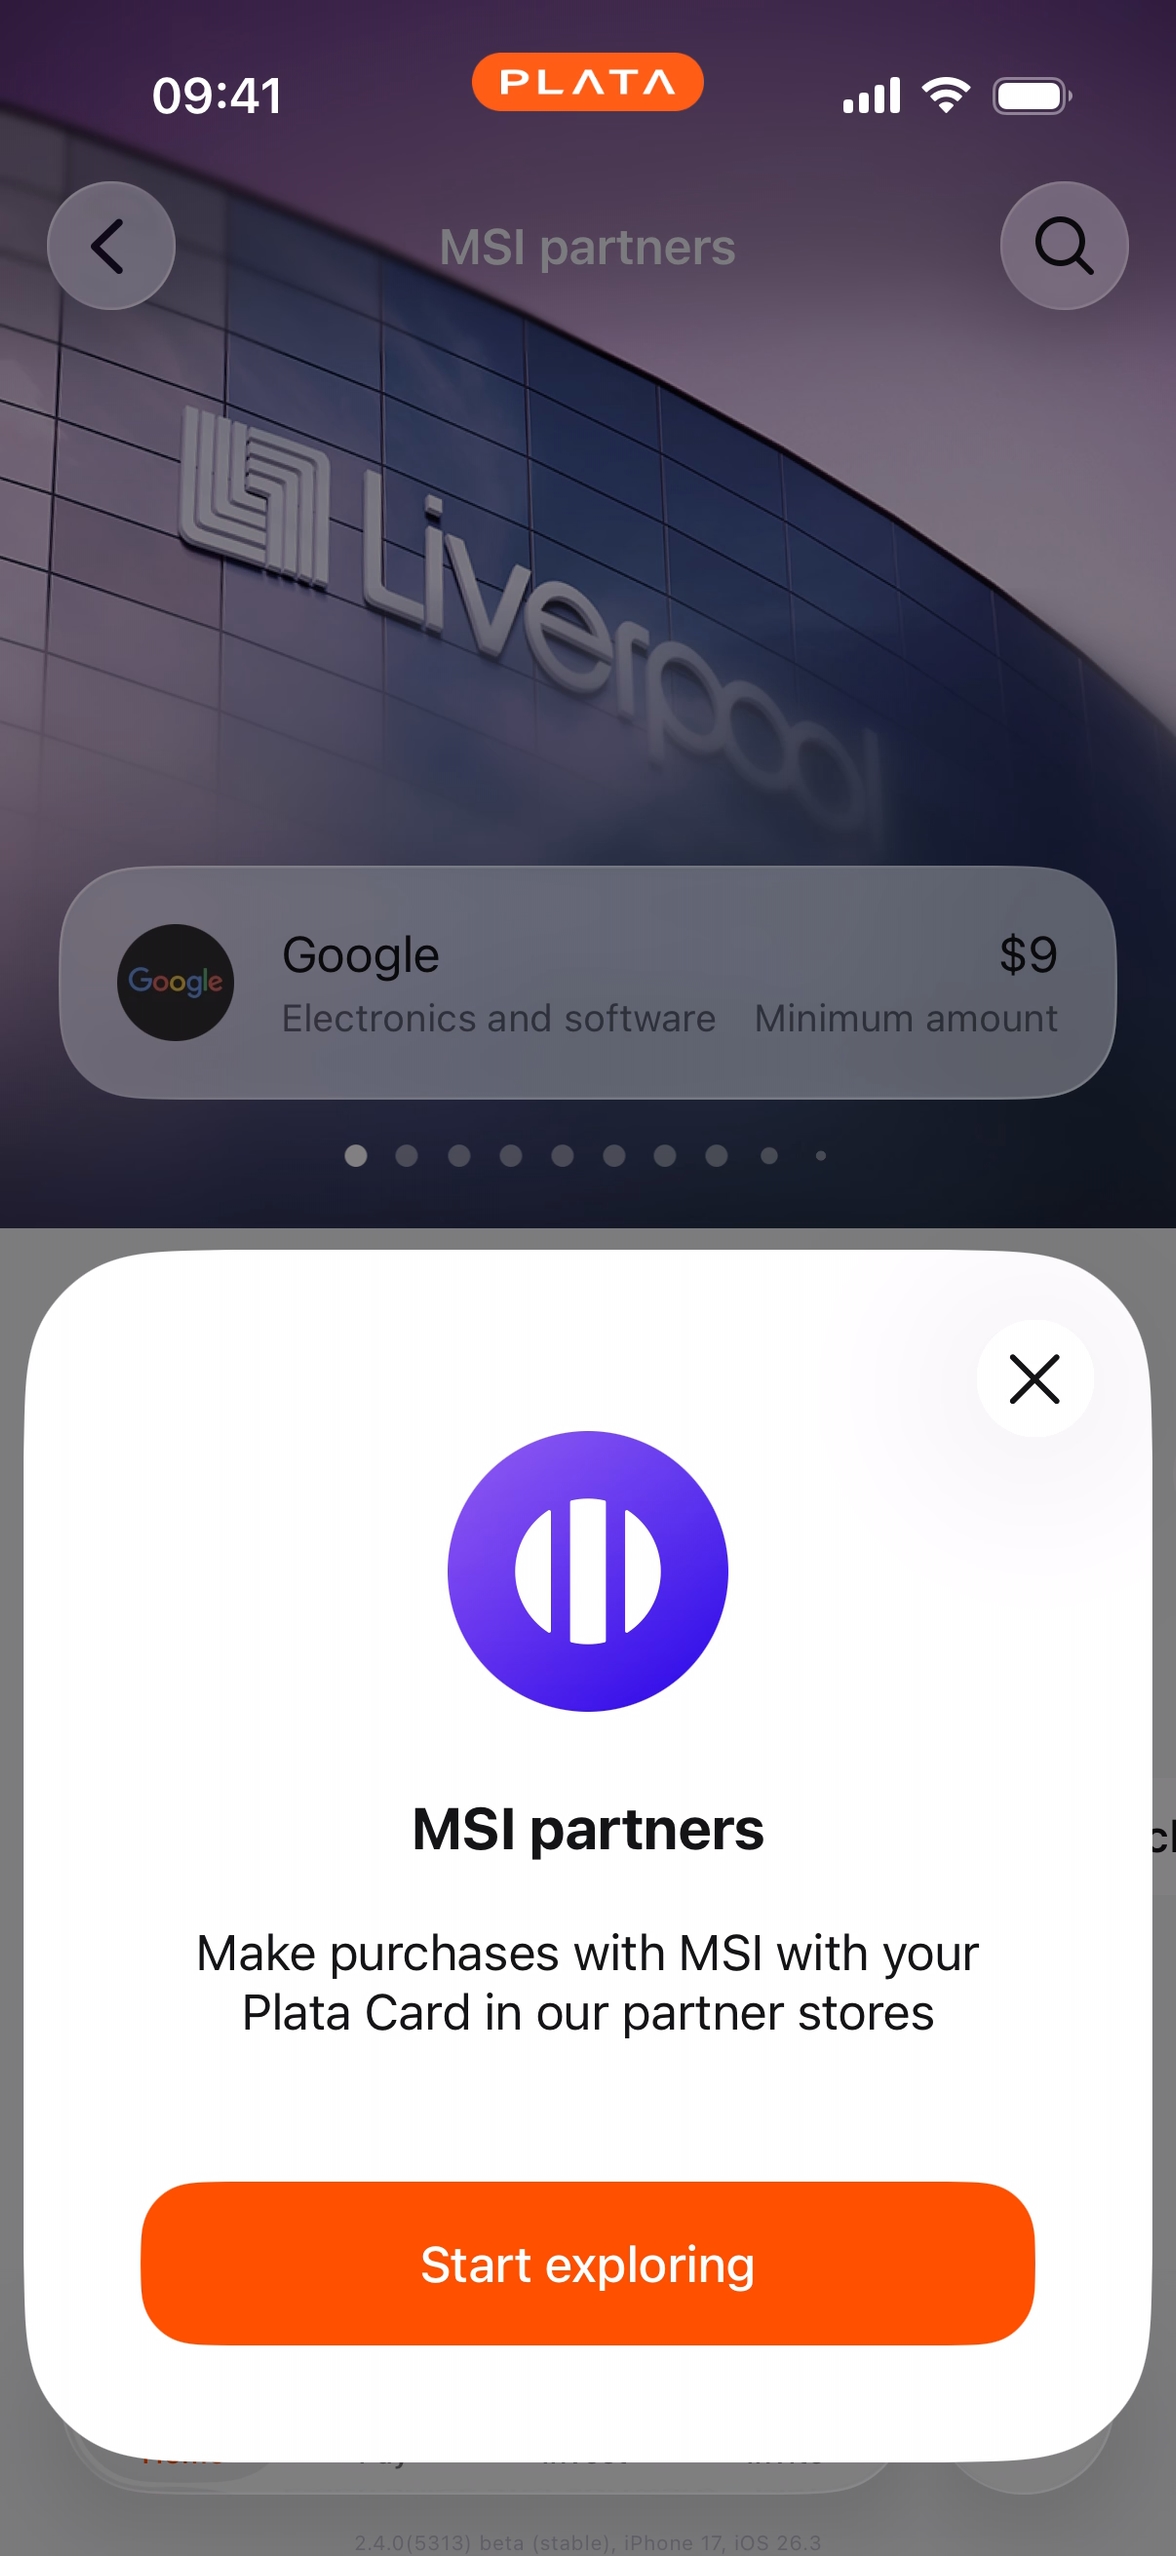 09:41
PLATA
MSI partners
Liverpool
Google
Google
$9
Electronics and software
Minimum amount
MSI partners
Make purchases with MSI with your
Plata Card in our partner stores
Start exploring
2.4.0(5313) beta (stable), iPhone 17, iOS 26.3